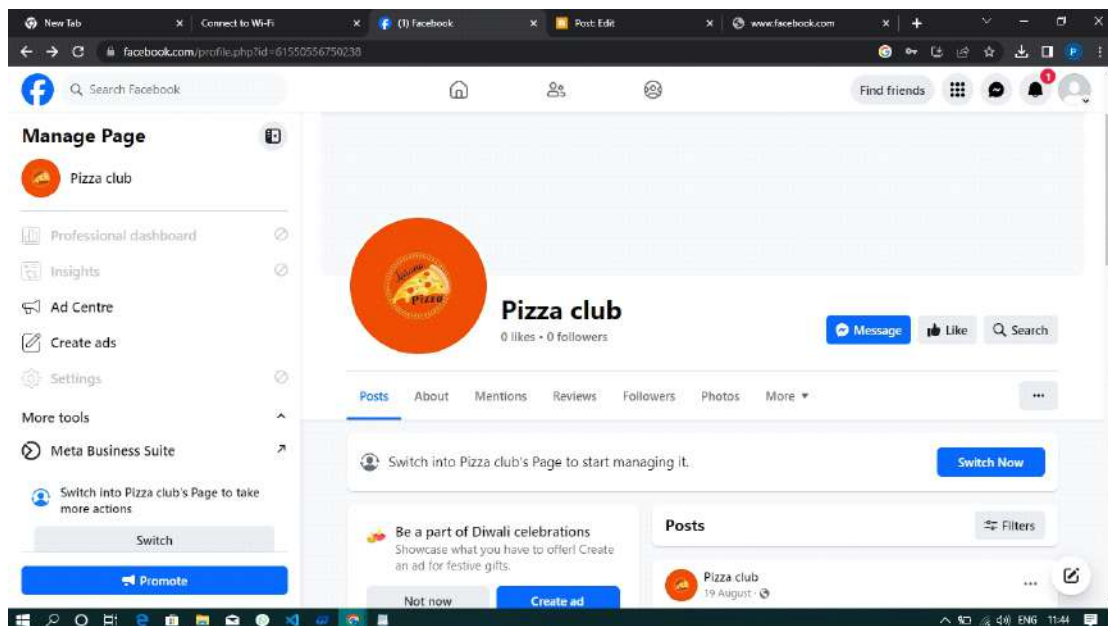 New Tab
Connect to Wi-Fi
(1) Facebook
Post: Edit
www.facebook.com
facebook.com/profile.php?id=61550556750238
P
Search Facebook
Find friends
1
Manage Page
Pizza club
Professional dashboard
Insights
Ad Centre
Create ads
Settings
More tools
Meta Business Suite
Switch into Pizza club's Page to take
more actions
Switch
Promote
Pizza
Pizza club
0 likes • 0 followers
Message
Like
Search
Posts
About
Mentions
Reviews
Followers
Photos
More
Switch into Pizza club's Page to start managing it.
Switch Now
Be a part of Diwali celebrations
Showcase what you have to offer! Create
an ad for festive gifts.
Not now
Create ad
Posts
Filters
Pizza club
19 August
ENG
11:44